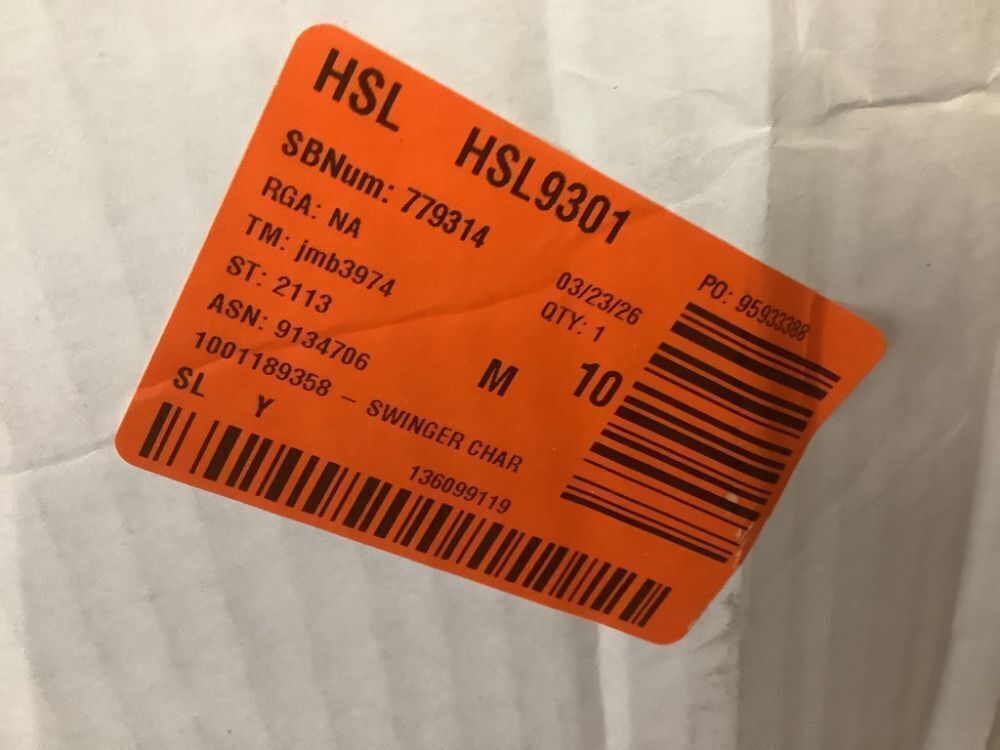 HSL HSL9301
SBNum: 779314
RGA: NA
TM: jmb3974
ST: 2113
ASN: 9134706
03/23/26
QTY: 1
PO: 95933388
1001189358 – SWINGER CHAR
M 10
SL Y
136099119